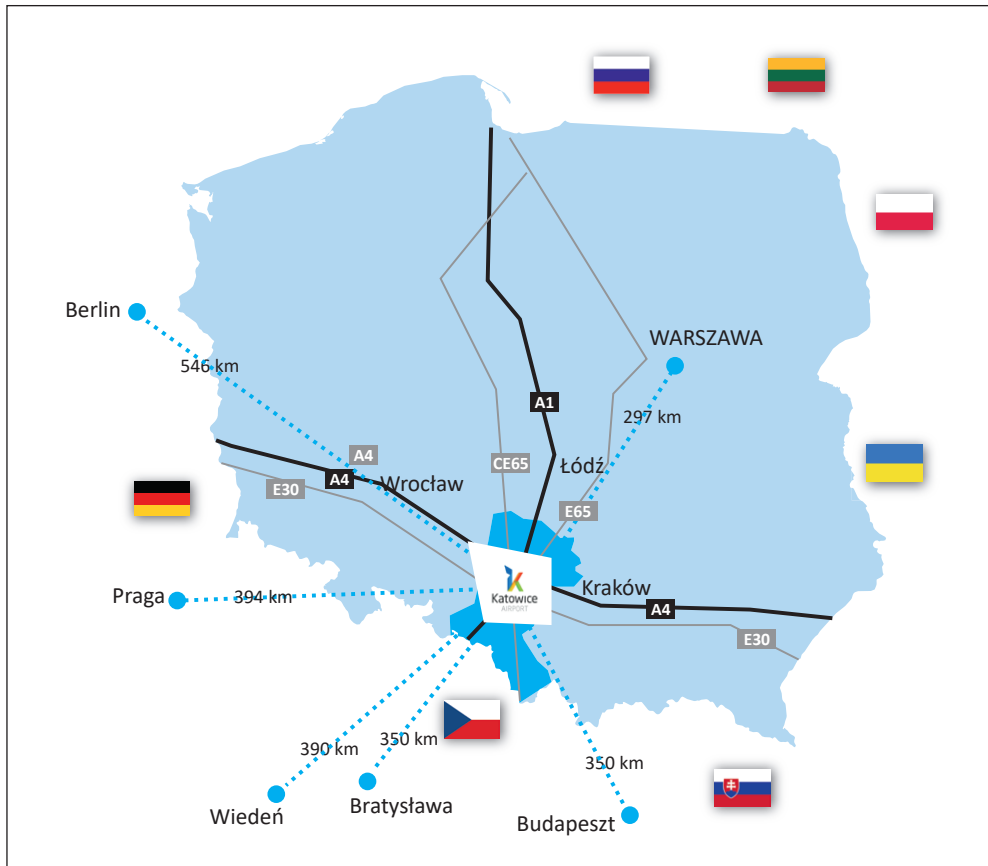 Berlin
546 km
WARSZAWA
297 km
A1
A4
Wrocław
A4
E30
CE65
Łódź
E65
Praga
394 km
Katowice
AIRPORT
Kraków
A4
E30
390 km
350 km
350 km
Wiedeń
Bratysława
Budapeszt